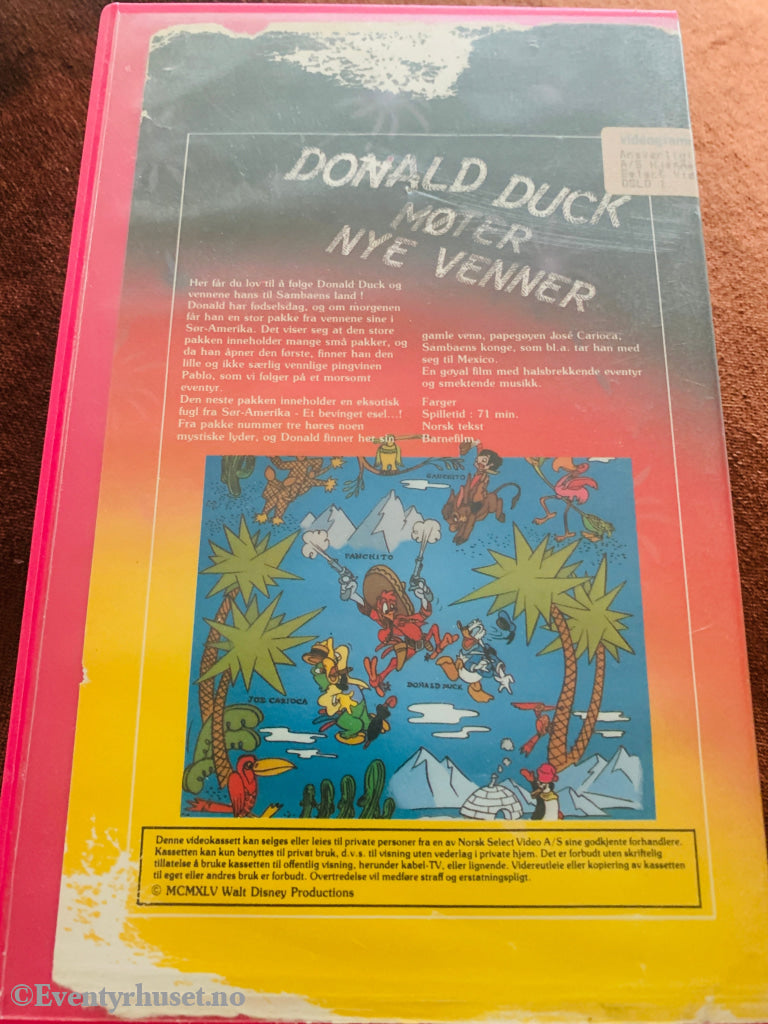 videogram
Ansvarlig
A/S
Select Vid
OSLO 1
DONALD DUCK
MØTER
NYE VENNER
Her får du lov til å følge Donald Duck og
vennene hans til Sambaens land !
Donald har fødselsdag, og om morgenen
får han en stor pakke fra vennene sine i
Sør-Amerika. Det viser seg at den store
pakken inneholder mange små pakker, og
da han åpner den første, finner han den
lille og ikke særlig vennlige pingvinen
Pablo, som vi følger på et morsomt
eventyr.
Den neste pakken inneholder en eksotisk
fugl fra Sør-Amerika - Et bevinget esel...!
Fra pakke nummer tre høres noen
mystiske lyder, og Donald finner her sin
gamle venn, papegøyen José Carioca,
Sambaens konge, som bl.a. tar han med
seg til Mexico.
En gøyal film med halsbrekkende eventyr
og smektende musikk.
Farger
Spilletid : 71 min.
Norsk tekst
Barnefilm
GAUCHITO
PANCHITO
DONALD DUCK
JOE CARIOCA
Denne videokassett kan selges eller leies til private personer fra en av Norsk Select Video A/S sine godkjente forhandlere.
Kassetten kan kun benyttes til privat bruk, d.v.s. til visning uten vederlag i private hjem. Det er forbudt uten skriftelig
tillatelse å bruke kassetten til offentlig visning, herunder kabel-TV, eller lignende. Videreutleie eller kopiering av kassetten
til eget eller andres bruk er forbudt. Overtredelse vil medføre straff og erstatningspligt.
© MCMXLV Walt Disney Productions
©Eventyrhuset.no